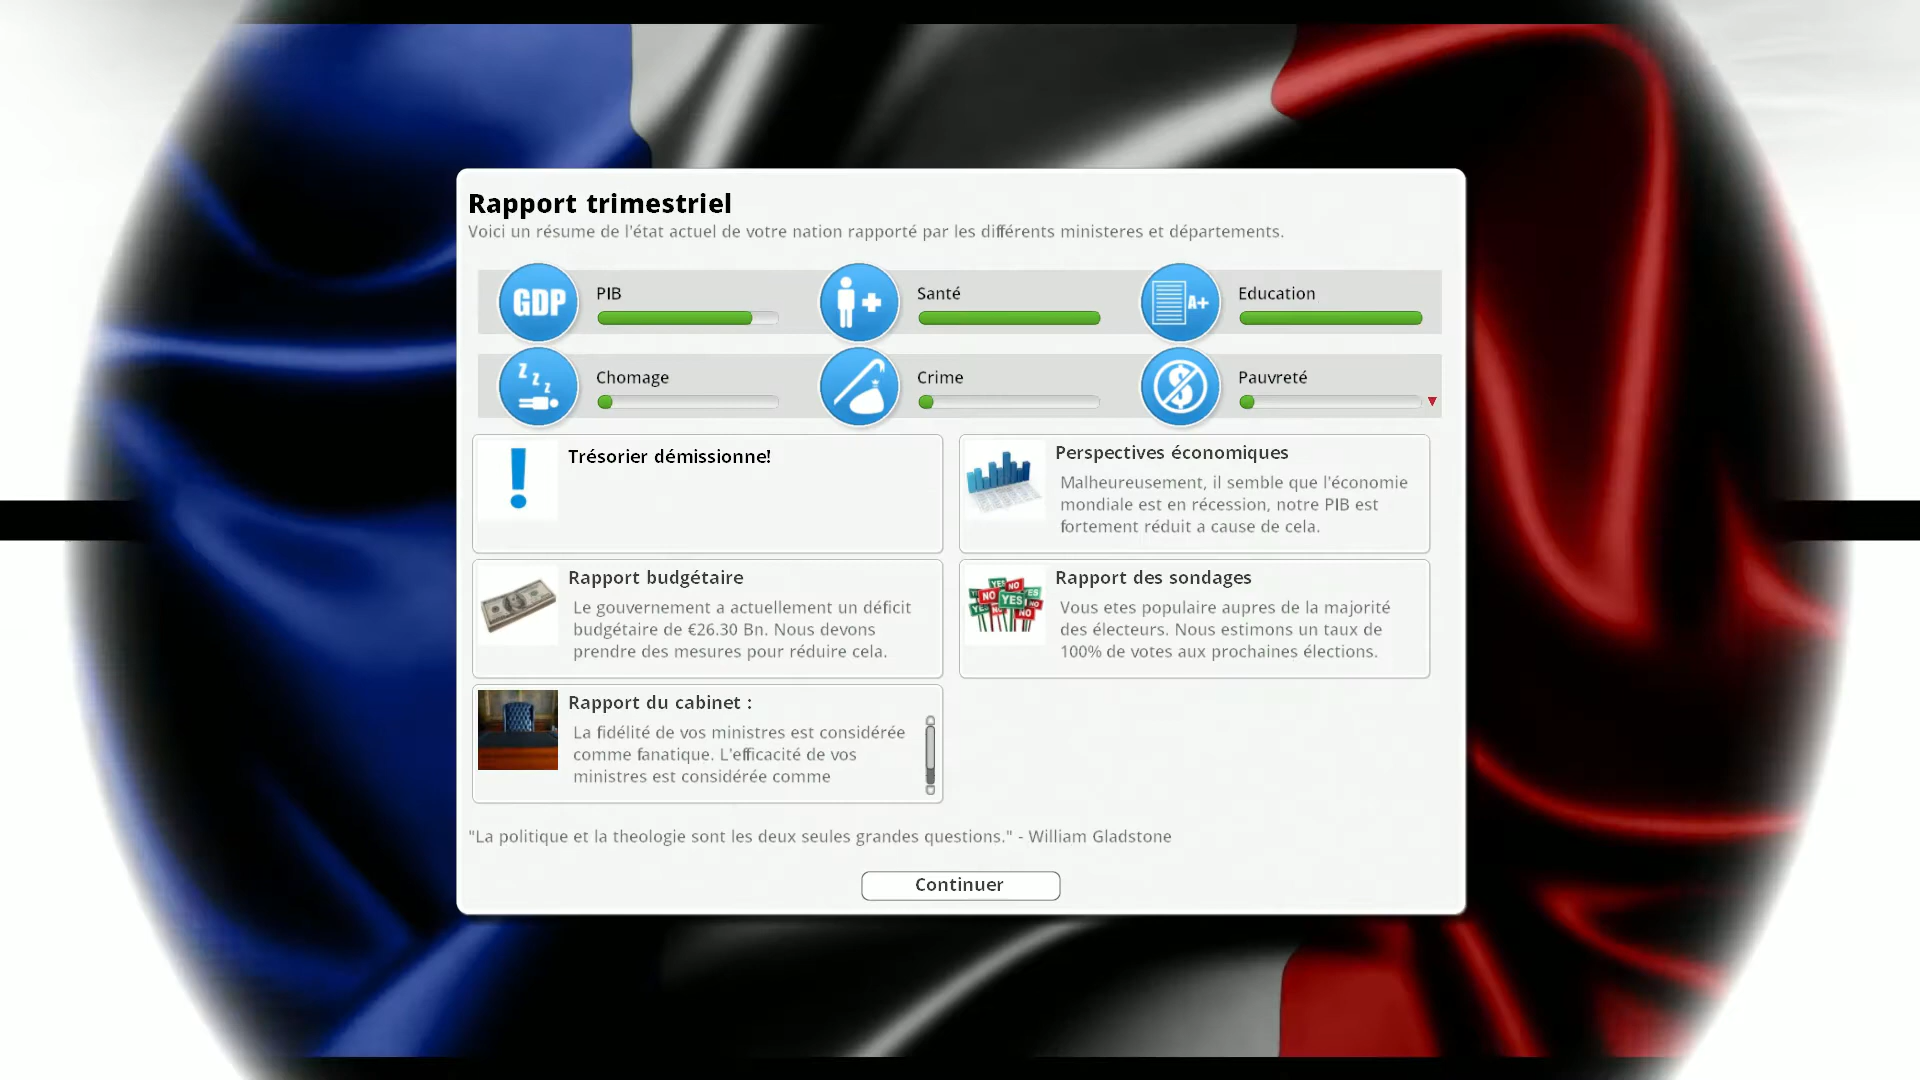 Rapport trimestriel
Voici un résume de l'état actuel de votre nation rapporté par les différents ministeres et départements.
GDP
PIB
Santé
A+
Education
Z Z Z
Chomage
Crime
$
Pauvreté
Trésorier démissionne!
Perspectives économiques
Malheureusement, il semble que l'économie
mondiale est en récession, notre PIB est
fortement réduit a cause de cela.
Rapport budgétaire
Le gouvernement a actuellement un déficit
budgétaire de €26.30 Bn. Nous devons
prendre des mesures pour réduire cela.
YES NO
NO YES YES
NO
Rapport des sondages
Vous etes populaire aupres de la majorité
des électeurs. Nous estimons un taux de
100% de votes aux prochaines élections.
Rapport du cabinet :
La fidélité de vos ministres est considérée
comme fanatique. L'efficacité de vos
ministres est considérée comme
"La politique et la theologie sont les deux seules grandes questions." - William Gladstone
Continuer